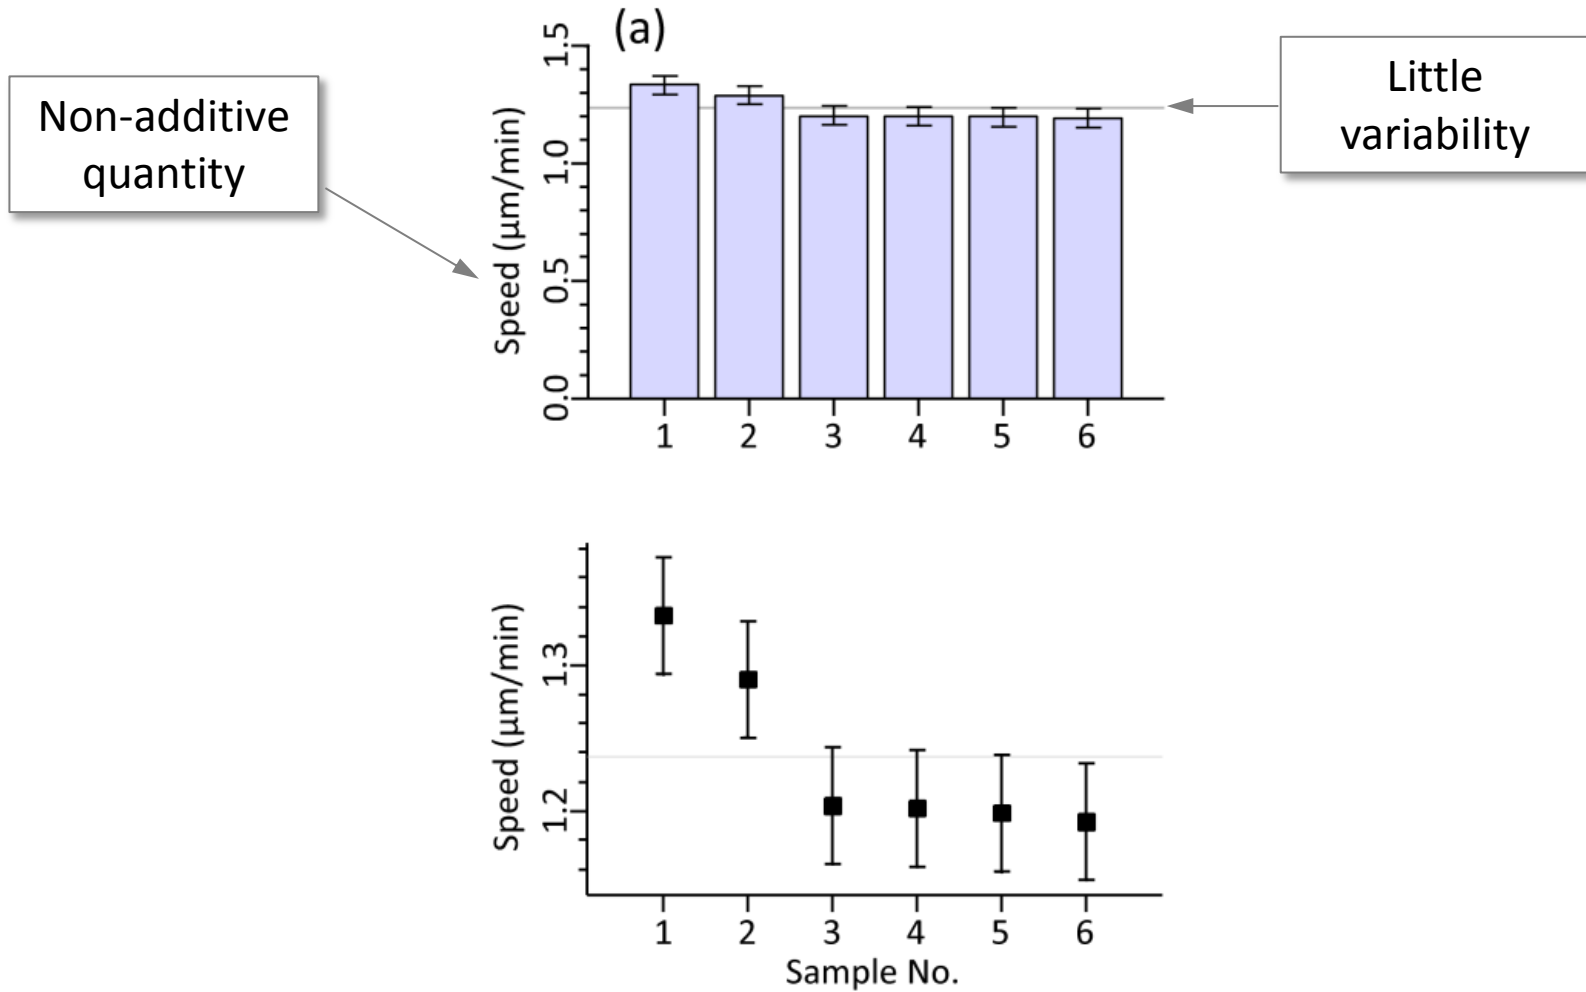 (a)
Non-additive
quantity
Little
variability
Speed (μm/min)
1.5
1.0
0.5
0.0
1 2 3 4 5 6
Speed (μm/min)
1.3
1.2
1 2 3 4 5 6
Sample No.